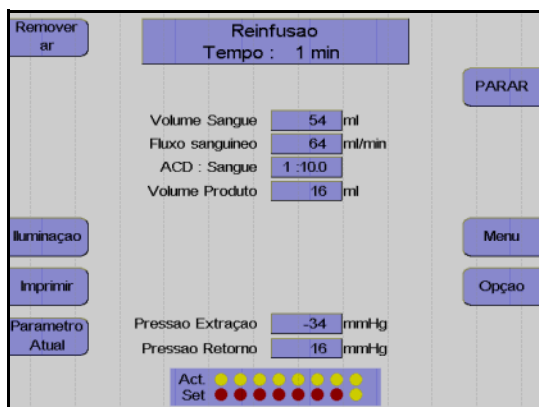 Remover
ar
Reinfusao
Tempo : 1 min
PARAR
Volume Sangue 54 ml
Fluxo sanguineo 64 ml/min
ACD : Sangue 1 :10.0
Volume Produto 16 ml
Iluminaçao
Menu
Imprimir
Opçao
Parametro
Atual
Pressao Extraçao -34 mmHg
Pressao Retorno 16 mmHg
Act.
Set